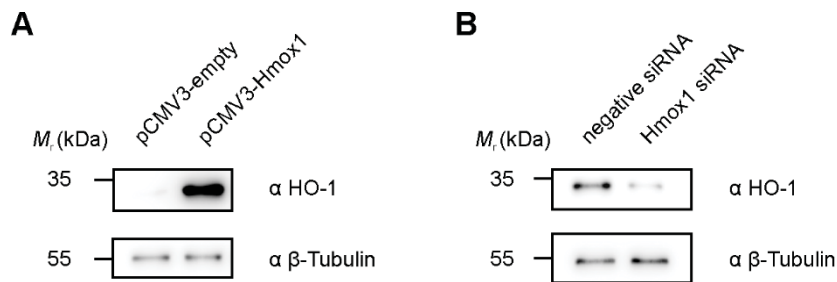 A
pCMV3-empty
pCMV3-Hmox1
Mr (kDa)
35
α HO-1
55
α β-Tubulin
B
negative siRNA
Hmox1 siRNA
Mr (kDa)
35
α HO-1
55
α β-Tubulin